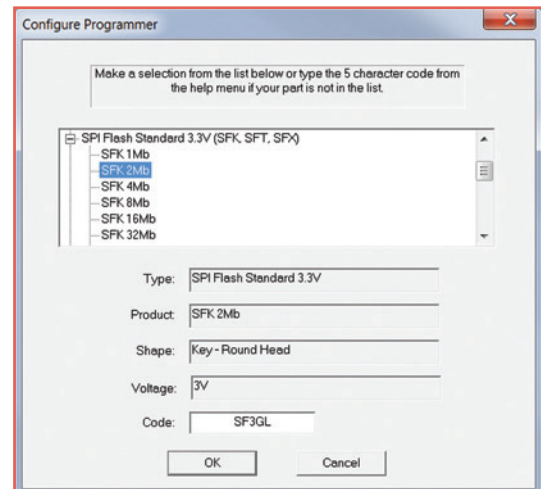 Configure Programmer
Make a selection from the list below or type the 5 character code from
the help menu if your part is not in the list.
SPI Flash Standard 3.3V (SFK, SFT, SFX)
SFK 1Mb
SFK 2Mb
SFK 4Mb
SFK 8Mb
SFK 16Mb
SFK 32Mb
Type: SPI Flash Standard 3.3V
Product: SFK 2Mb
Shape: Key - Round Head
Voltage: 3V
Code: SF3GL
OK Cancel